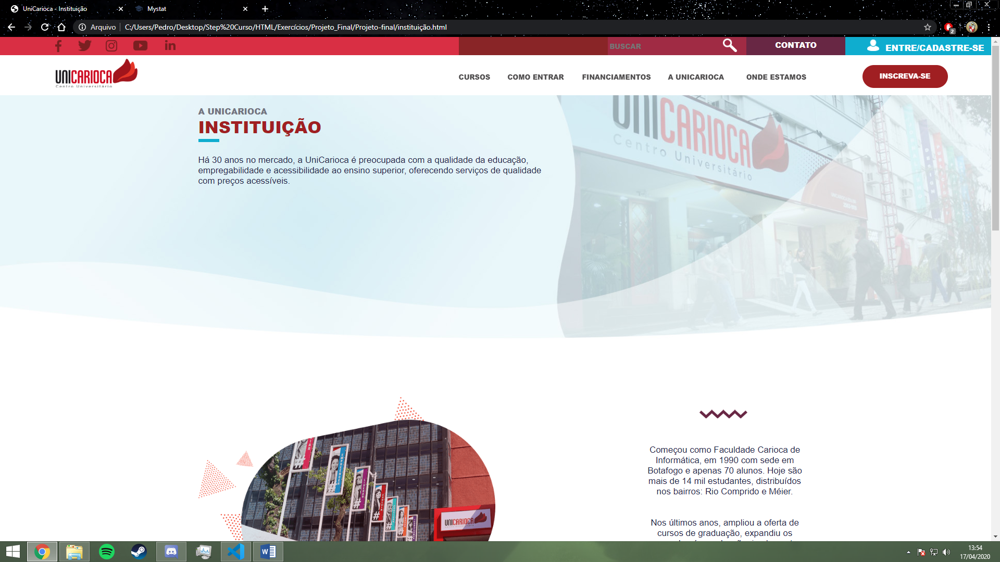 UniCarioca - Instituição
Mystat
Arquivo
C:/Users/Pedro/Desktop/Step%20Curso/HTML/Exercícios/Projeto_Final/Projeto-final/instituição.html
2
BUSCAR
CONTATO
ENTRE/CADASTRE-SE
UNICARIOCA
Centro Universitário
CURSOS
COMO ENTRAR
FINANCIAMENTOS
A UNICARIOCA
ONDE ESTAMOS
INSCREVA-SE
A UNICARIOCA
INSTITUIÇÃO
Há 30 anos no mercado, a UniCarioca é preocupada com a qualidade da educação,
empregabilidade e acessibilidade ao ensino superior, oferecendo serviços de qualidade
com preços acessíveis.
UNICARIOCA
Centro Universitário
Começou como Faculdade Carioca de
Informática, em 1990 com sede em
Botafogo e apenas 70 alunos. Hoje são
mais de 14 mil estudantes, distribuídos
nos bairros: Rio Comprido e Méier.
EMPREENDER
#
LIDERAR
#
EVOLUIR
#
UNICARIOCA
Nos últimos anos, ampliou a oferta de
cursos de graduação, expandiu os
13:54
17/04/2020